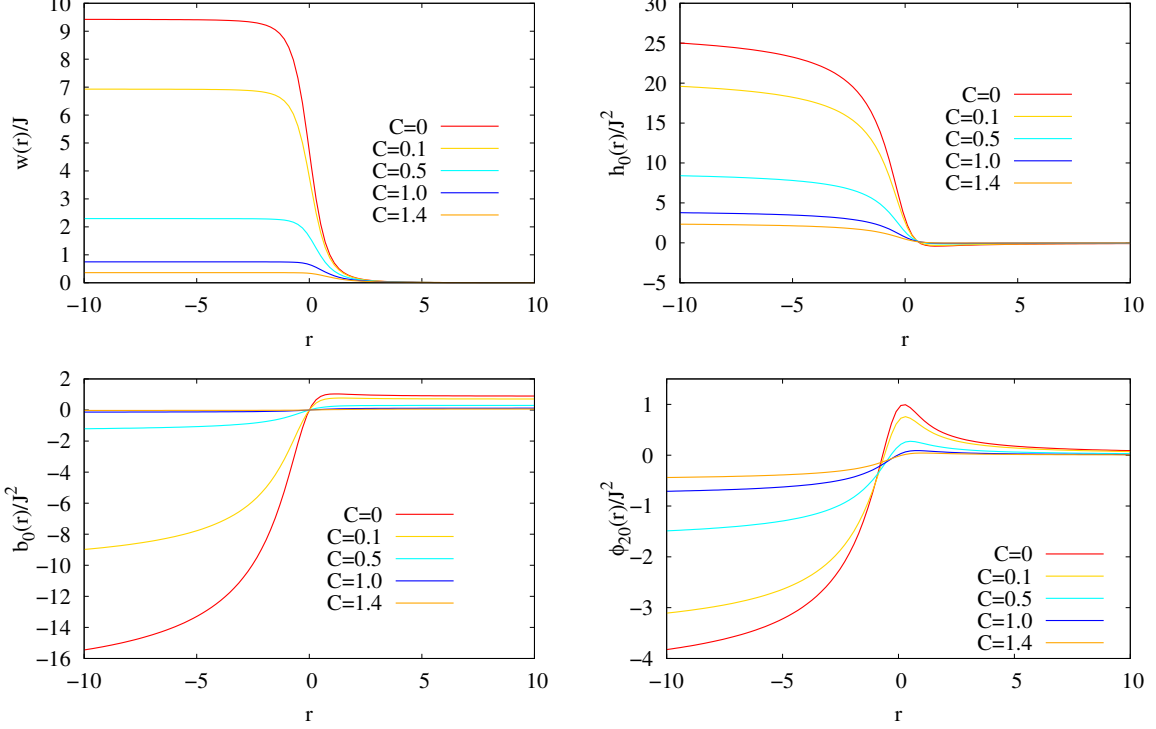 10
9
8
7
6
5
4
3
2
1
0
w(r)/J
−10
−5
0
5
10
r
C=0
C=0.1
C=0.5
C=1.0
C=1.4
30
25
20
15
10
5
0
−5
h₀(r)/J²
−10
−5
0
5
10
r
C=0
C=0.1
C=0.5
C=1.0
C=1.4
2
0
−2
−4
−6
−8
−10
−12
−14
−16
b₀(r)/J²
−10
−5
0
5
10
r
C=0
C=0.1
C=0.5
C=1.0
C=1.4
1
0
−1
−2
−3
−4
ϕ₂₀(r)/J²
−10
−5
0
5
10
r
C=0
C=0.1
C=0.5
C=1.0
C=1.4